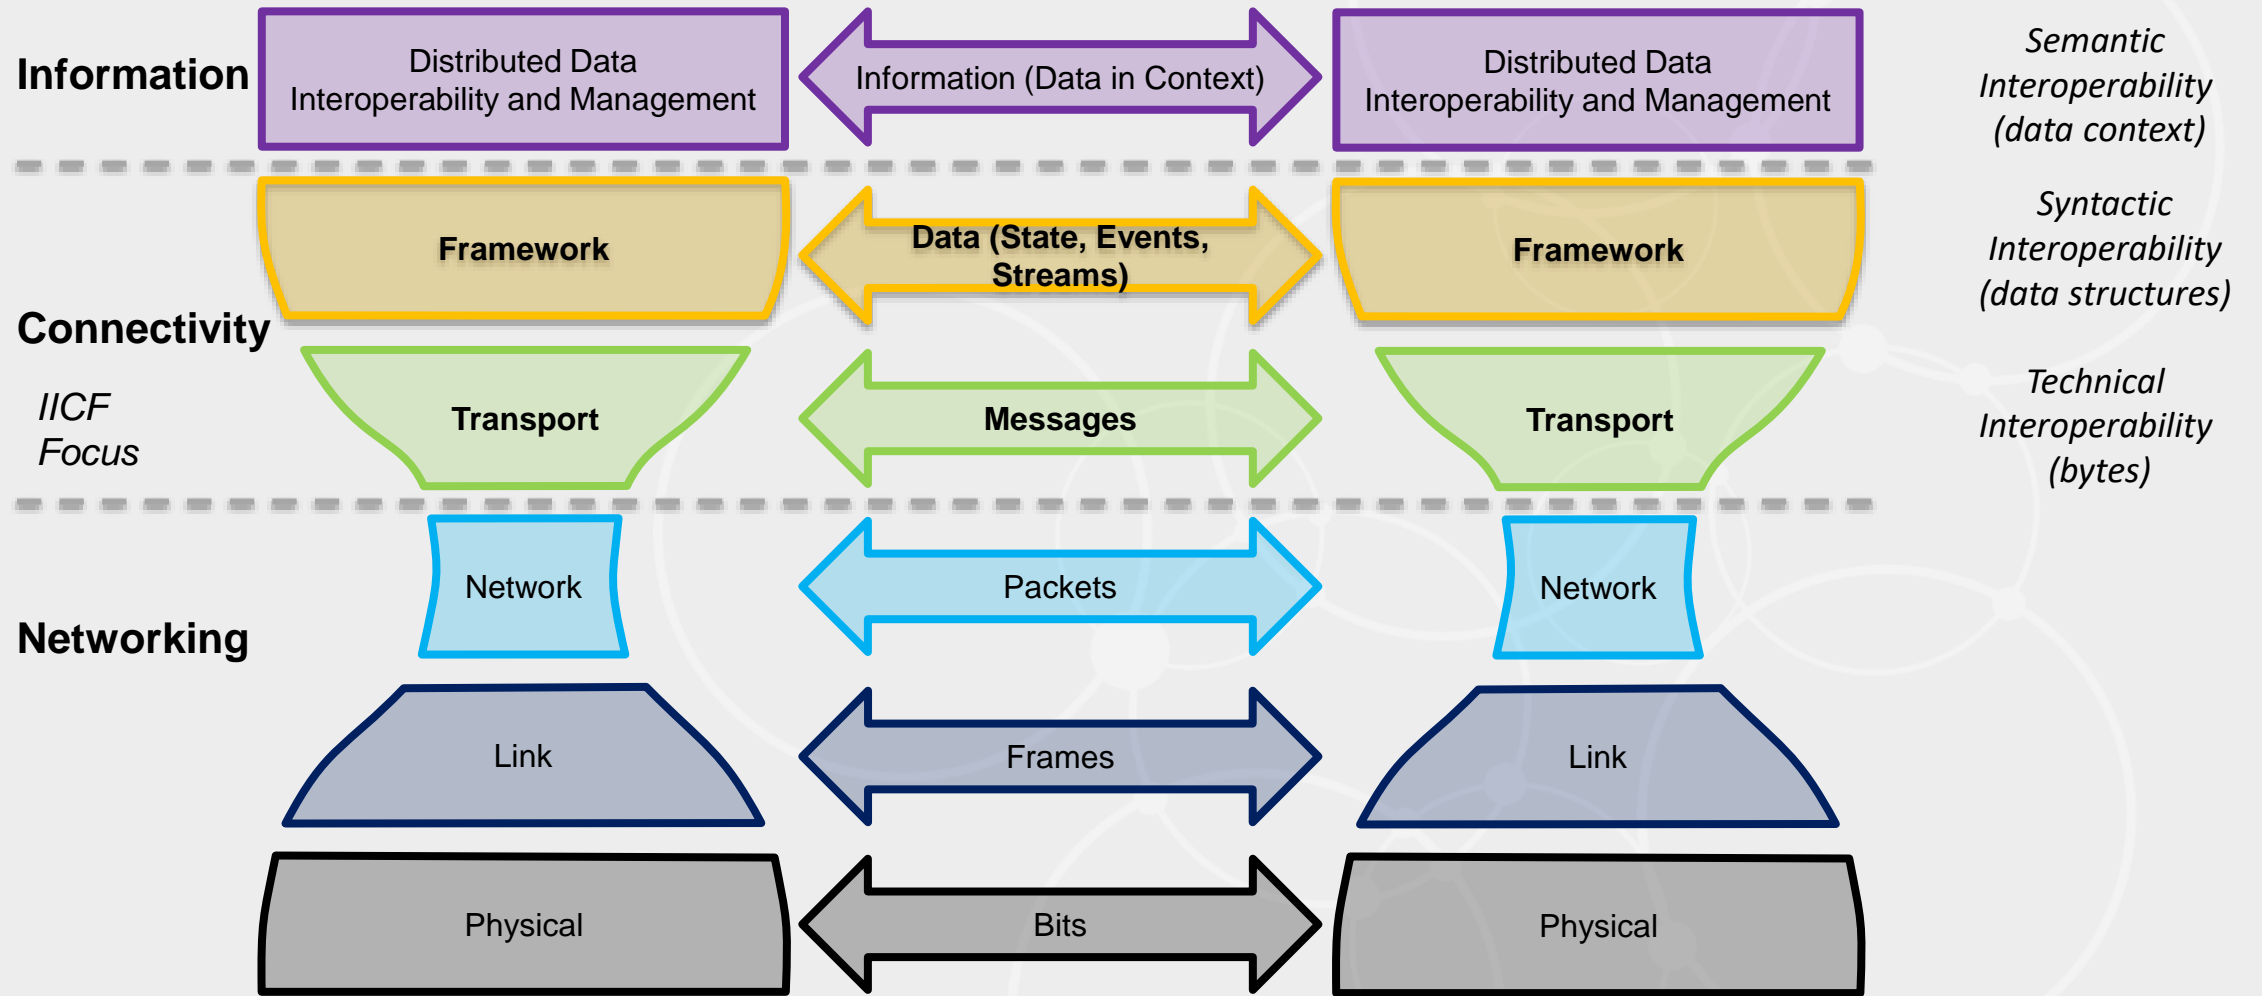 Information
Distributed Data
Interoperability and Management
Information (Data in Context)
Distributed Data
Interoperability and Management
Semantic
Interoperability
(data context)
Connectivity
IICF
Focus
Framework
Data (State, Events,
Streams)
Framework
Syntactic
Interoperability
(data structures)
Transport
Messages
Transport
Technical
Interoperability
(bytes)
Networking
Network
Packets
Network
Link
Frames
Link
Physical
Bits
Physical